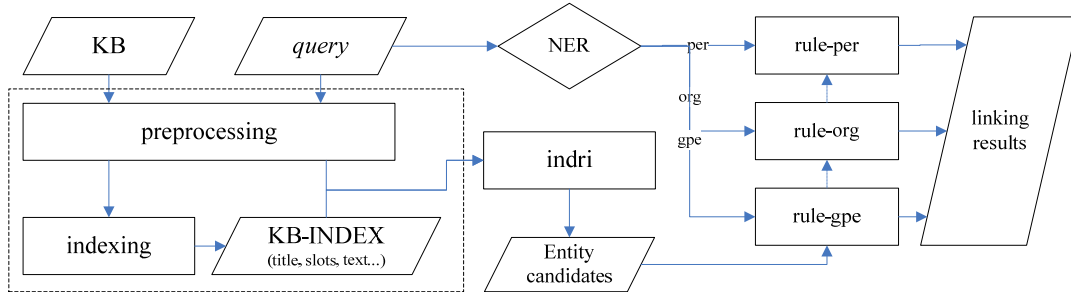 KB
query
NER
per
rule-per
org
gpe
preprocessing
indri
rule-org
linking
results
rule-gpe
indexing
KB-INDEX
(title, slots, text...)
Entity
candidates